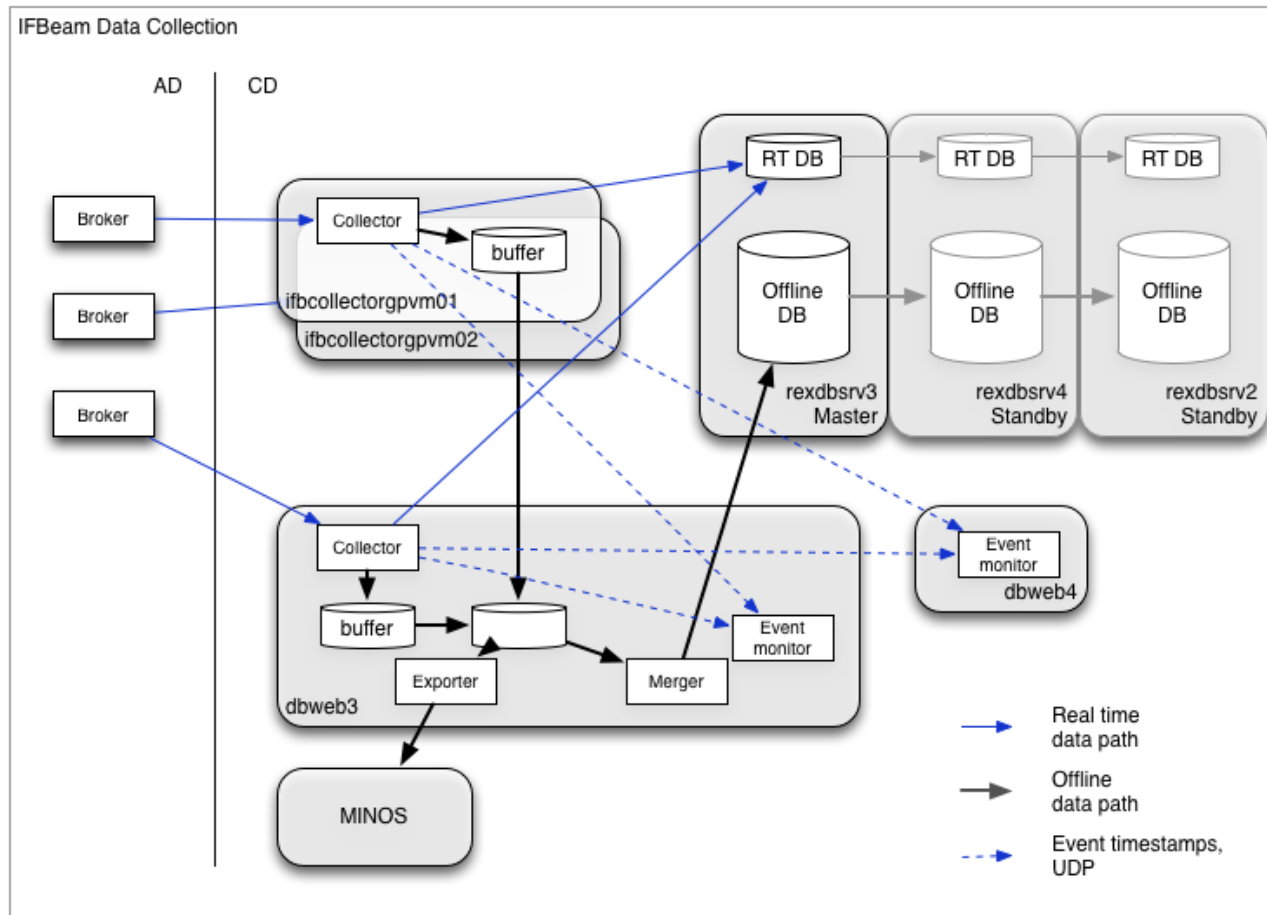 IFBeam Data Collection
AD
CD
Broker
Broker
Broker
Collector
buffer
ifbcollectorgpvm01
ifbcollectorgpvm02
RT DB
RT DB
RT DB
Offline
DB
Offline
DB
Offline
DB
rexdbsrv3
Master
rexdbsrv4
Standby
rexdbsrv2
Standby
Collector
buffer
Exporter
Merger
Event
monitor
dbweb3
Event
monitor
dbweb4
MINOS
Real time
data path
Offline
data path
Event timestamps,
UDP